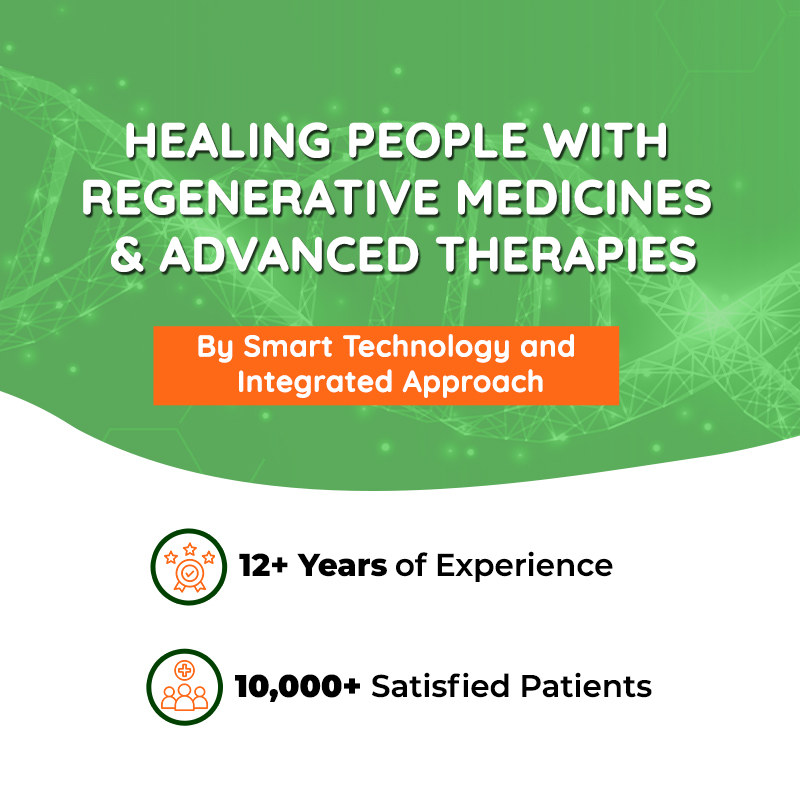 HEALING PEOPLE WITH
REGENERATIVE MEDICINES
& ADVANCED THERAPIES
By Smart Technology and
Integrated Approach
12+ Years of Experience
10,000+ Satisfied Patients